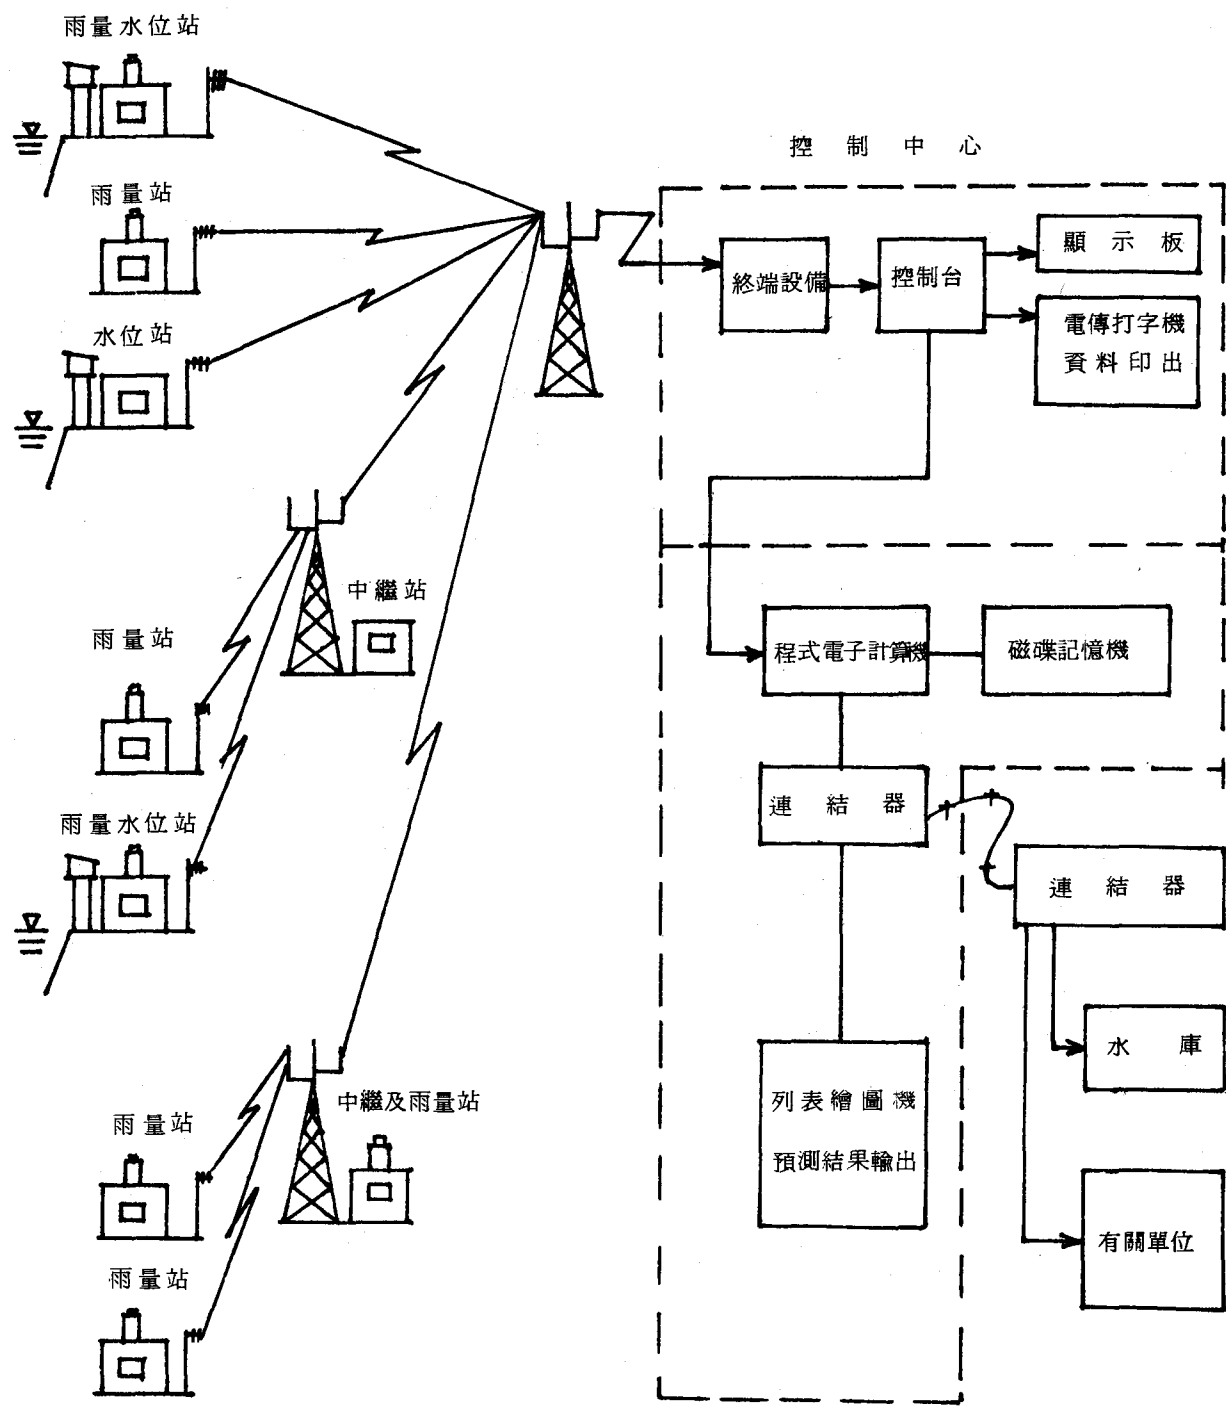 雨量水位站
雨量站
水位站
中繼站
雨量站
雨量水位站
中繼及雨量站
雨量站
雨量站
控制中心
終端設備
控制台
顯示板
電傳打字機
資料印出
程式電子計算機
磁碟記憶機
連結器
連結器
水庫
列表繪圖機
預測結果輸出
有關單位